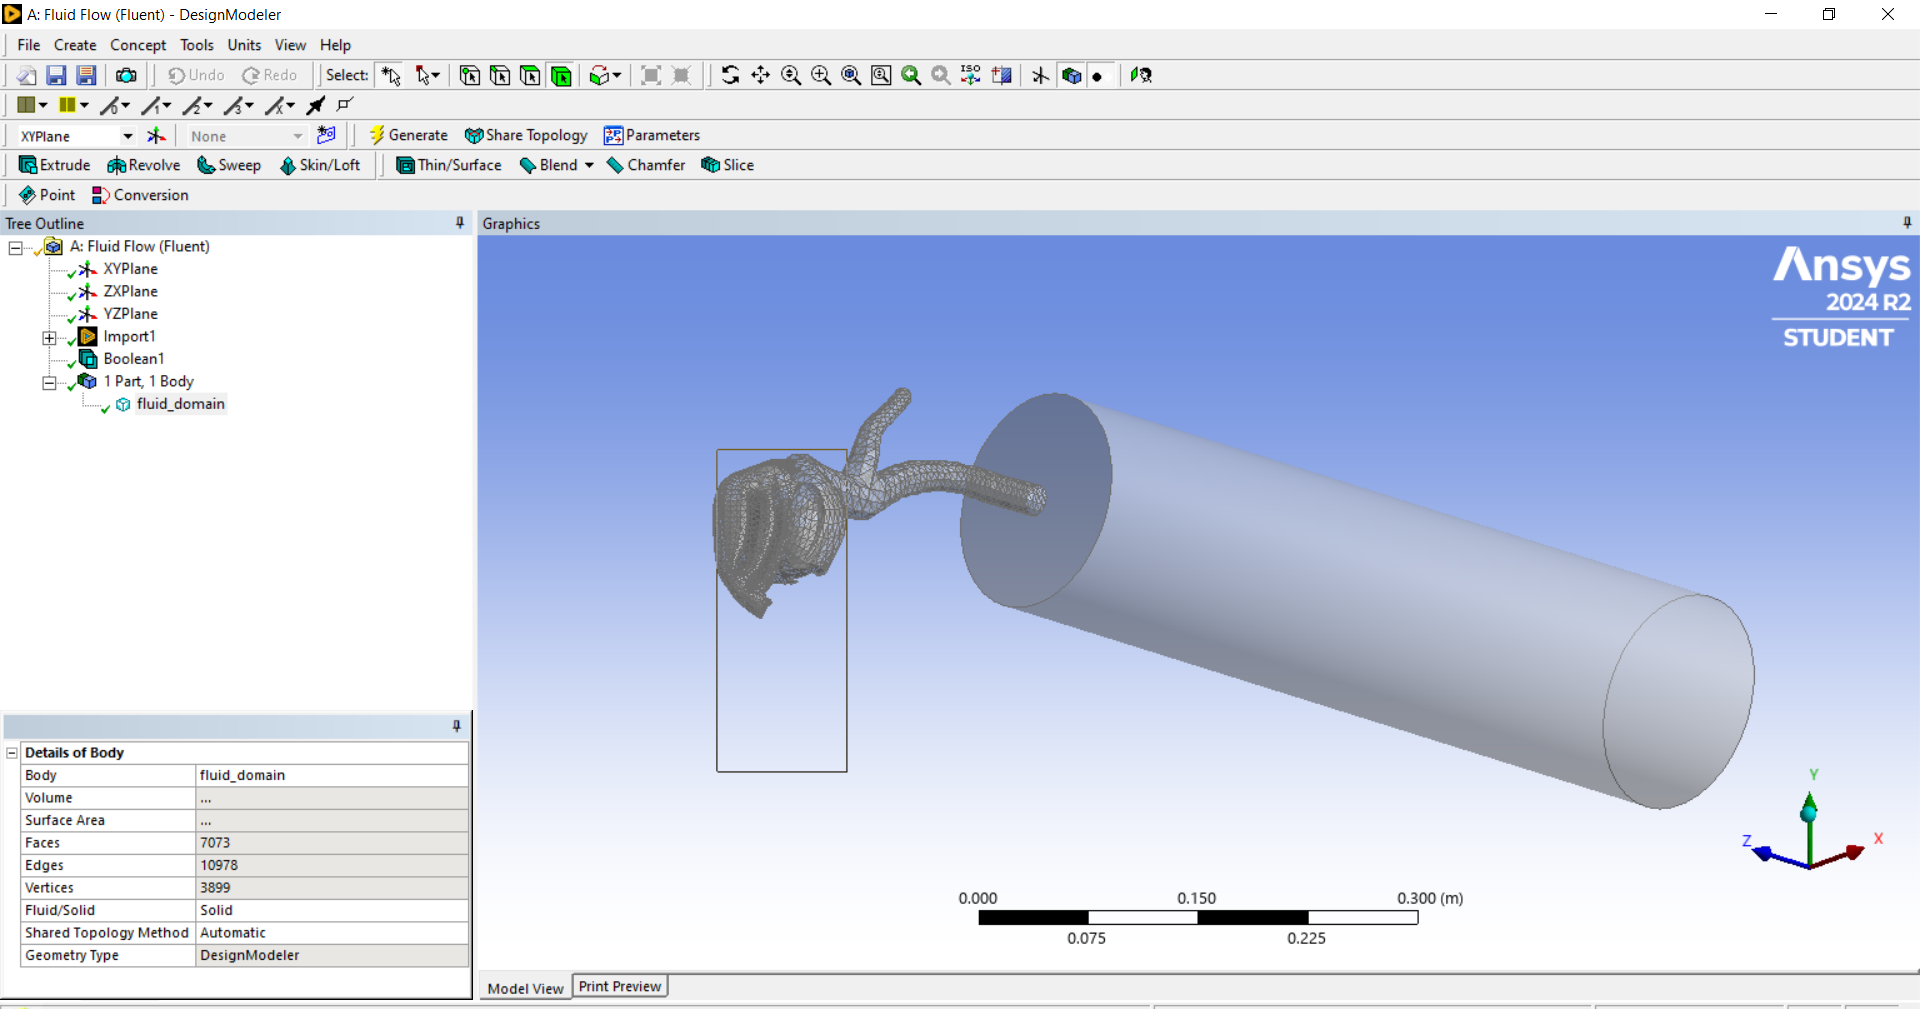 A: Fluid Flow (Fluent) - DesignModeler
File Create Concept Tools Units View Help
Undo Redo Select: ISO
XYPlane None Generate Share Topology Parameters
Extrude Revolve Sweep Skin/Loft Thin/Surface Blend Chamfer Slice
Point Conversion
Tree Outline
A: Fluid Flow (Fluent)
XYPlane
ZXPlane
YZPlane
Import1
Boolean1
1 Part, 1 Body
fluid_domain
Details of Body
Body fluid_domain
Volume ...
Surface Area ...
Faces 7073
Edges 10978
Vertices 3899
Fluid/Solid Solid
Shared Topology Method Automatic
Geometry Type DesignModeler
Graphics
Ansys
2024 R2
STUDENT
Y
Z
X
0.000 0.150 0.300 (m)
0.075 0.225
Model View Print Preview